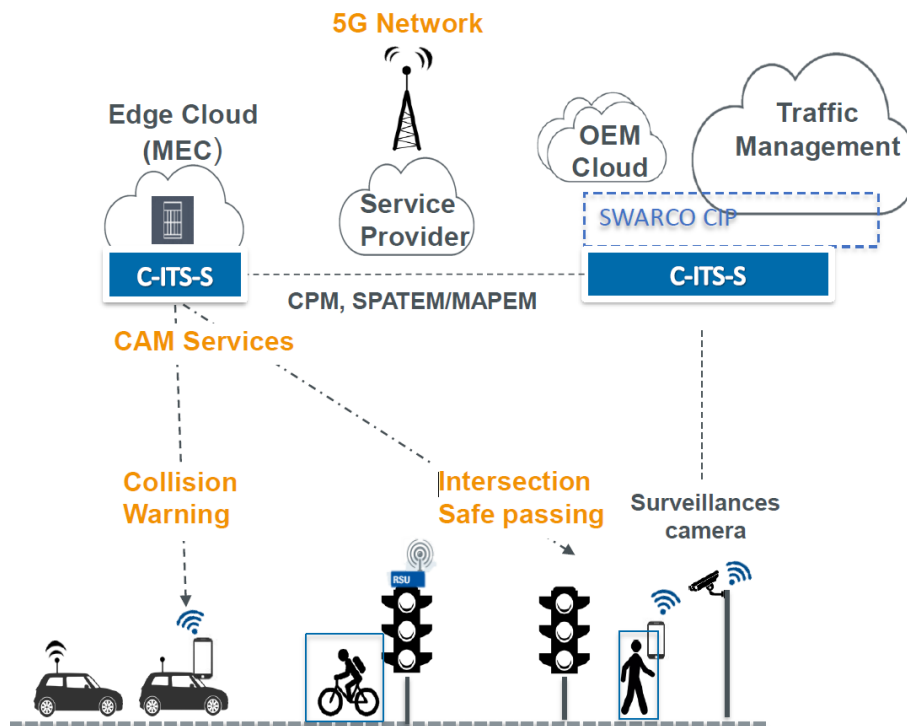 5G Network
Edge Cloud
(MEC)
Service
Provider
OEM
Cloud
Traffic
Management
SWARCO CIP
C-ITS-S
C-ITS-S
CPM, SPATEM/MAPEM
CAM Services
Collision
Warning
Intersection
Safe passing
Surveillances
camera
RSU